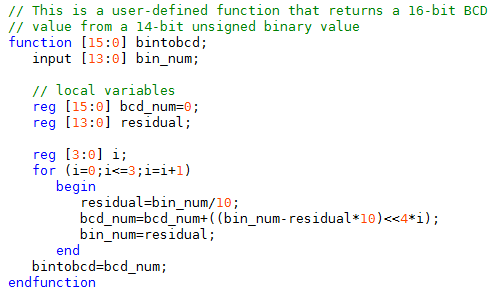 // This is a user-defined function that returns a 16-bit BCD
// value from a 14-bit unsigned binary value
function [15:0] bintobcd;
   input [13:0] bin_num;

   // local variables
   reg [15:0] bcd_num=0;
   reg [13:0] residual;

   reg [3:0] i;
   for (i=0;i<=3;i=i+1)
      begin
         residual=bin_num/10;
         bcd_num=bcd_num+((bin_num-residual*10)<<4*i);
         bin_num=residual;
      end
   bintobcd=bcd_num;
endfunction